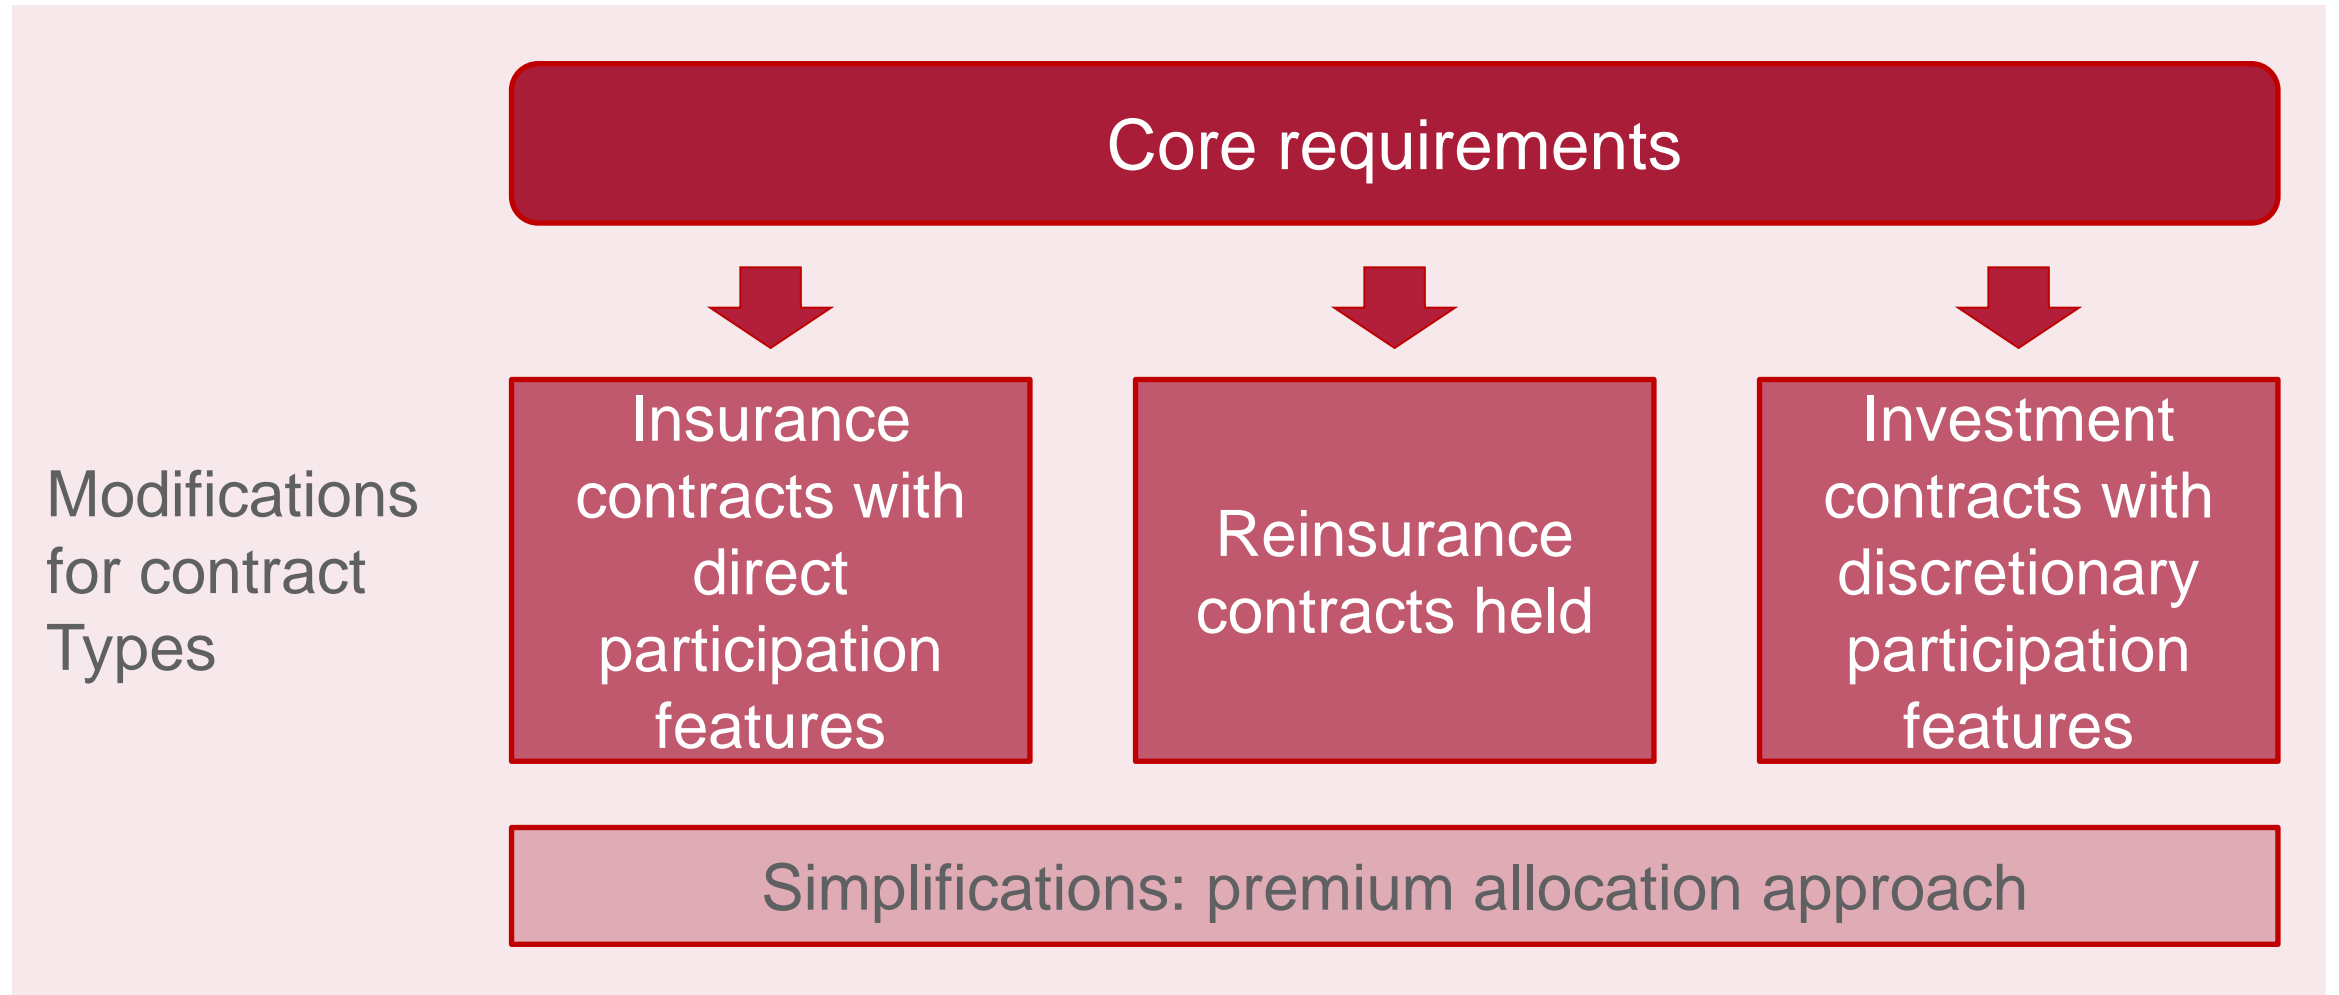 Core requirements
Modifications
for contract
Types
Insurance
contracts with
direct
participation
features
Reinsurance
contracts held
Investment
contracts with
discretionary
participation
features
Simplifications: premium allocation approach